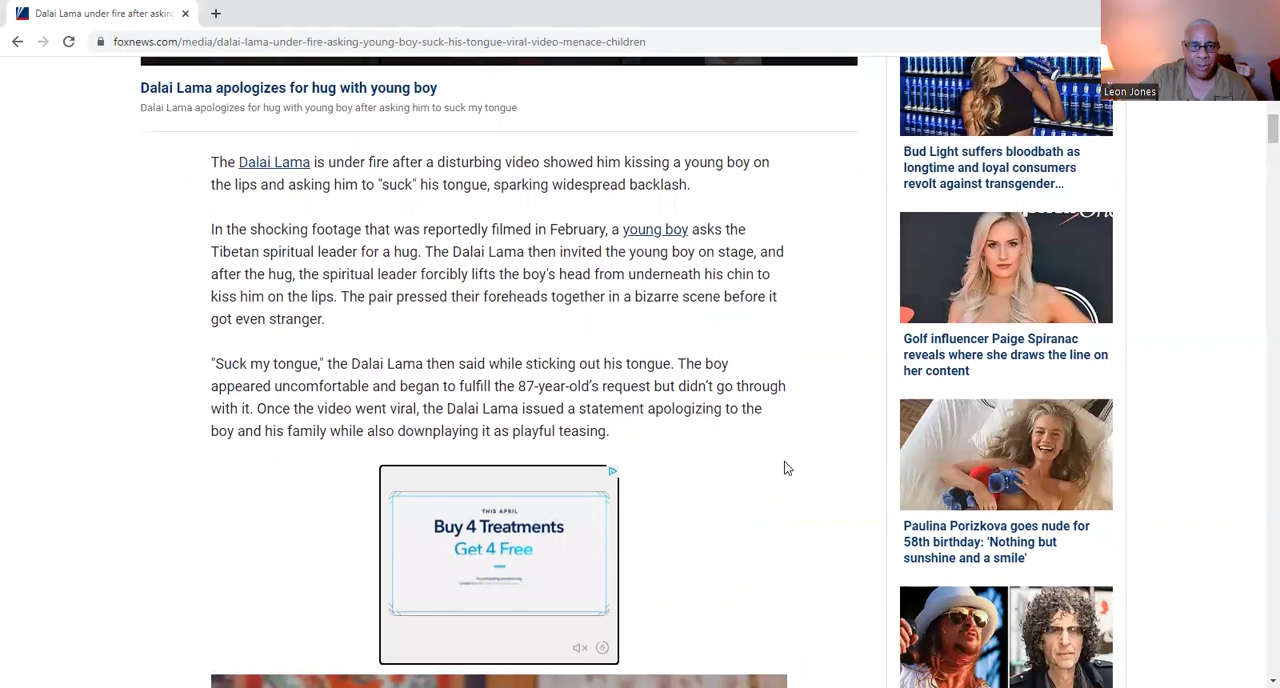 Dalai Lama under fire after asking
foxnews.com/media/dalai-lama-under-fire-asking-young-boy-suck-his-tongue-viral-video-menace-children
Leon Jones
Dalai Lama apologizes for hug with young boy
Dalai Lama apologizes for hug with young boy after asking him to suck my tongue
The Dalai Lama is under fire after a disturbing video showed him kissing a young boy on
the lips and asking him to "suck" his tongue, sparking widespread backlash.
In the shocking footage that was reportedly filmed in February, a young boy asks the
Tibetan spiritual leader for a hug. The Dalai Lama then invited the young boy on stage, and
after the hug, the spiritual leader forcibly lifts the boy's head from underneath his chin to
kiss him on the lips. The pair pressed their foreheads together in a bizarre scene before it
got even stranger.
"Suck my tongue," the Dalai Lama then said while sticking out his tongue. The boy
appeared uncomfortable and began to fulfill the 87-year-old's request but didn't go through
with it. Once the video went viral, the Dalai Lama issued a statement apologizing to the
boy and his family while also downplaying it as playful teasing.
THIS APRIL
Buy 4 Treatments
Get 4 Free
Bud Light suffers bloodbath as
longtime and loyal consumers
revolt against transgender…
Golf influencer Paige Spiranac
reveals where she draws the line on
her content
Paulina Porizkova goes nude for
58th birthday: 'Nothing but
sunshine and a smile'